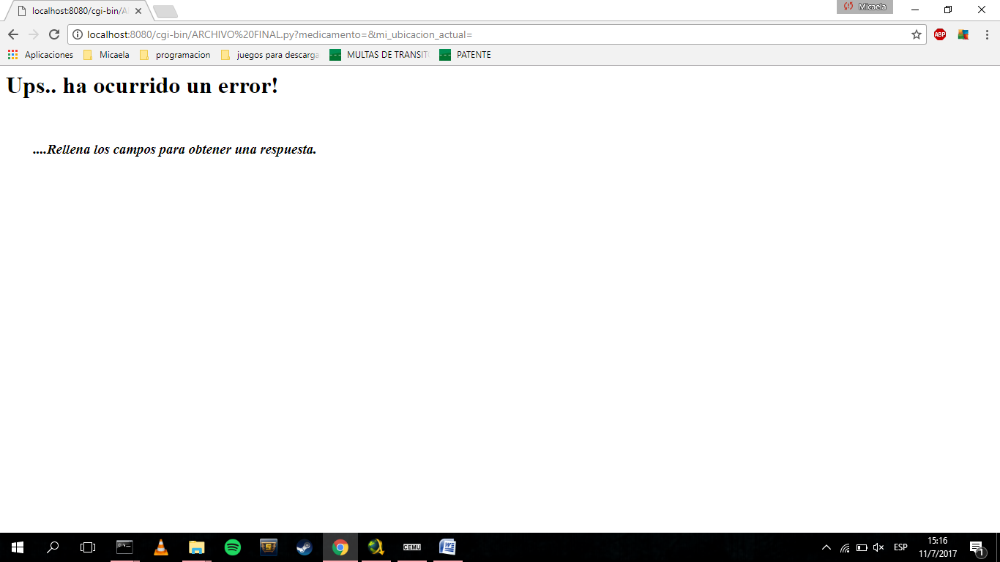 localhost:8080/cgi-bin/A
Micaela
localhost:8080/cgi-bin/ARCHIVO%20FINAL.py?medicamento=&mi_ubicacion_actual=
ABP
Aplicaciones Micaela programacion juegos para descarga MULTAS DE TRANSIT PATENTE
Ups.. ha ocurrido un error!
....Rellena los campos para obtener una respuesta.
CEMU
ESP
15:16
11/7/2017
1